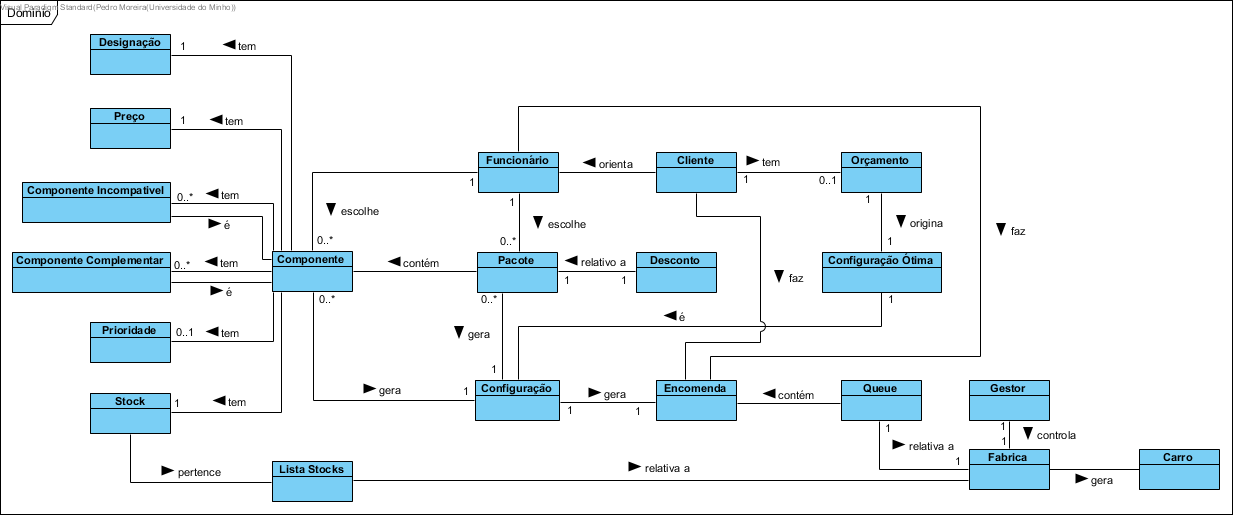 Visual Paradigm Standard(Pedro Moreira(Universidade do Minho))
Domínio
Designação
1
tem
Preço
1
tem
Componente Incompativel
0..*
tem
é
Componente Complementar
0..*
tem
é
Prioridade
0..1
tem
Stock
1
tem
pertence
Lista Stocks
relativa a
Componente
0..*
0..*
escolhe
1
Funcionário
orienta
Cliente
tem
1
0..1
Orçamento
1
escolhe
0..*
1
origina
1
faz
contém
Pacote
relativo a
1
1
Desconto
Configuração Ótima
faz
0..*
gera
1
é
1
gera
1
Configuração
gera
1
1
Encomenda
contém
Queue
Gestor
1
relativa a
1
1
1
controla
Fabrica
gera
Carro